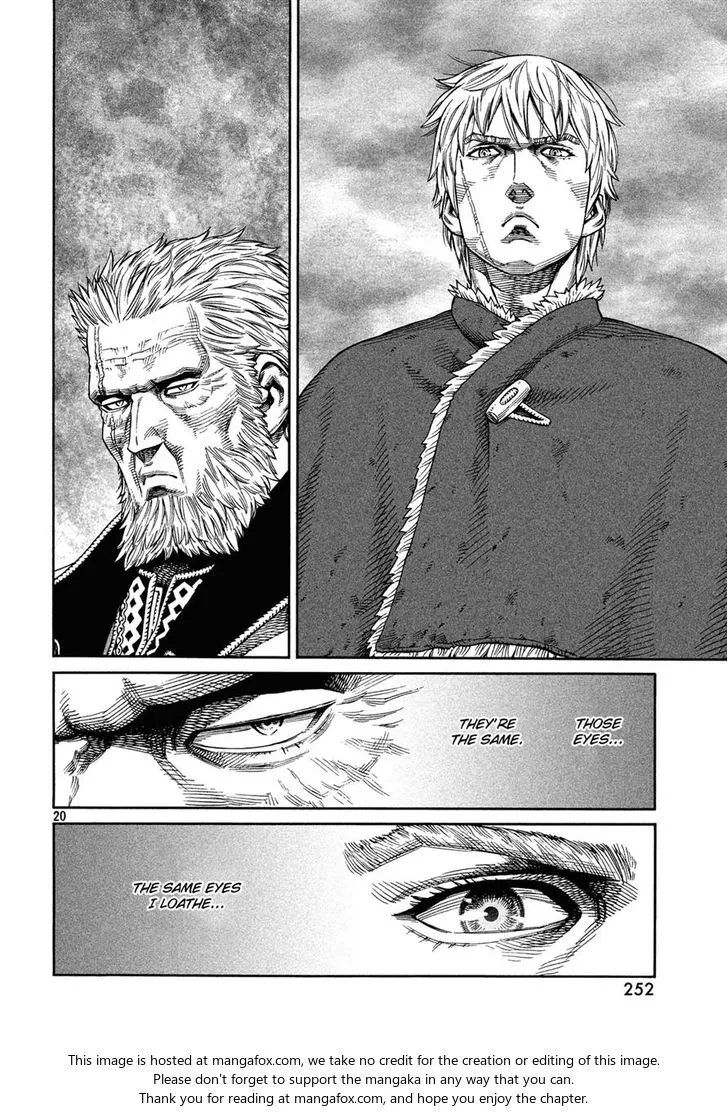 THOSE
EYES...
THEY'RE
THE SAME.
20
THE SAME EYES
I LOATHE...
252
This image is hosted at mangafox.com, we take no credit for the creation or editing of this image.
Please don't forget to support the mangaka in any way that you can.
Thank you for reading at mangafox.com, and hope you enjoy the chapter.